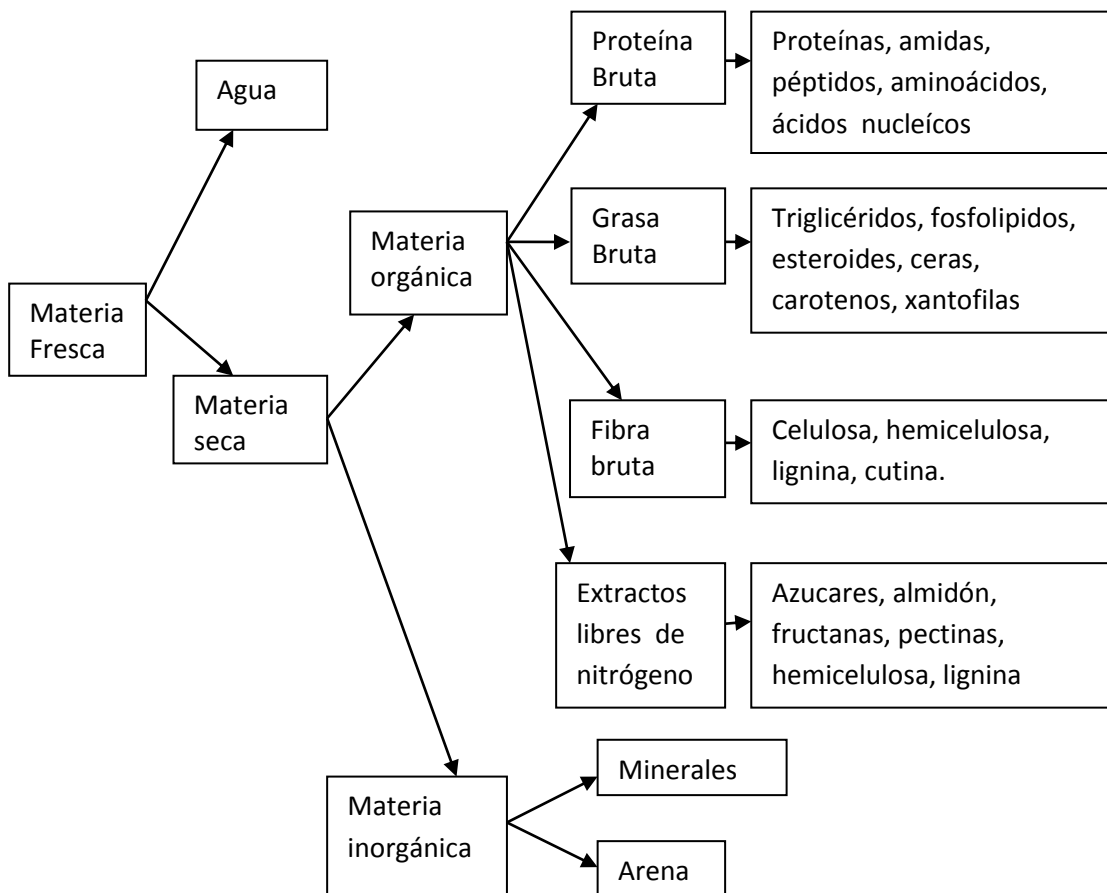 Proteína
Bruta
Proteínas, amidas,
péptidos, aminoácidos,
ácidos nucleícos
Agua
Grasa
Bruta
Triglicéridos, fosfolipidos,
esteroides, ceras,
carotenos, xantofilas
Materia
orgánica
Materia
Fresca
Materia
seca
Fibra
bruta
Celulosa, hemicelulosa,
lignina, cutina.
Extractos
libres de
nitrógeno
Azucares, almidón,
fructanas, pectinas,
hemicelulosa, lignina
Minerales
Materia
inorgánica
Arena